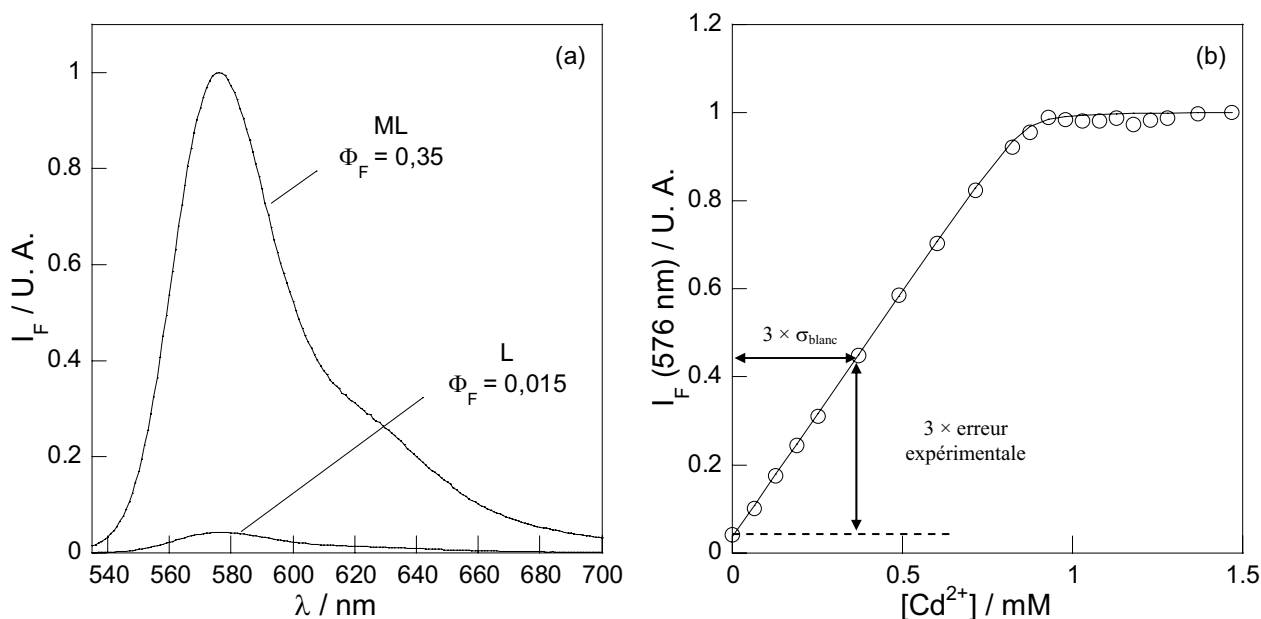 (a)
1
0.8
0.6
0.4
0.2
0
I_F / U. A.
ML
Φ_F = 0,35
L
Φ_F = 0,015
540 560 580 600 620 640 660 680 700
λ / nm
(b)
1.2
1
0.8
0.6
0.4
0.2
0
I_F (576 nm) / U. A.
3 × σ_blanc
3 × erreur
expérimentale
0 0.5 1 1.5
[Cd²⁺] / mM